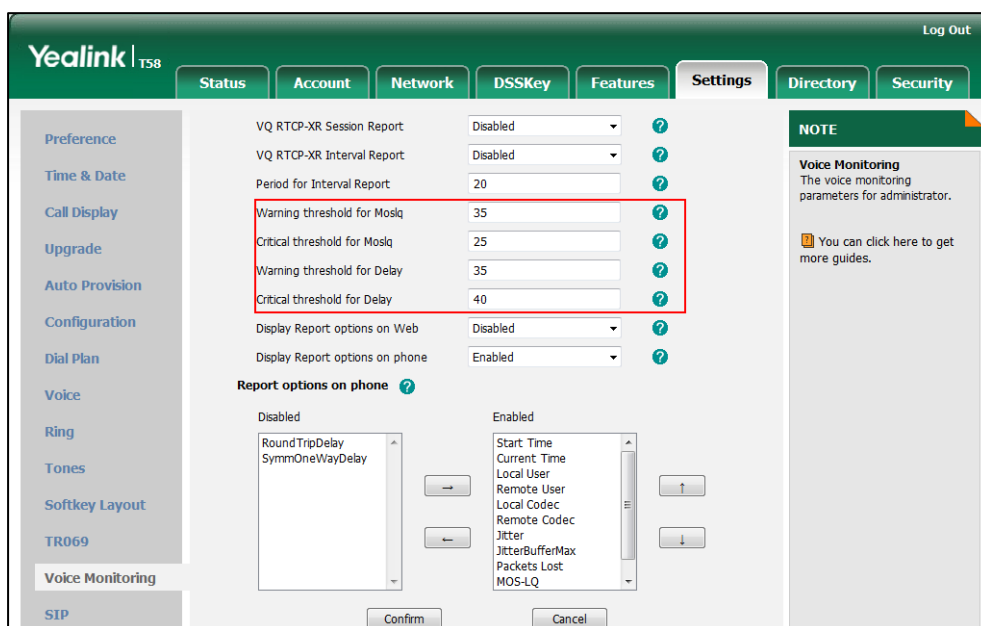 Log Out
Yealink | T58
Status Account Network DSSKey Features Settings Directory Security
Preference
Time & Date
Call Display
Upgrade
Auto Provision
Configuration
Dial Plan
Voice
Ring
Tones
Softkey Layout
TR069
Voice Monitoring
SIP
VQ RTCP-XR Session Report Disabled ?
VQ RTCP-XR Interval Report Disabled ?
Period for Interval Report 20 ?
Warning threshold for Moslq 35 ?
Critical threshold for Moslq 25 ?
Warning threshold for Delay 35 ?
Critical threshold for Delay 40 ?
Display Report options on Web Disabled ?
Display Report options on phone Enabled ?
Report options on phone ?
Disabled
RoundTripDelay
SymmOneWayDelay
→
←
Enabled
Start Time
Current Time
Local User
Remote User
Local Codec
Remote Codec
Jitter
JitterBufferMax
Packets Lost
MOS-LQ
↑
↓
Confirm Cancel
NOTE
Voice Monitoring
The voice monitoring
parameters for administrator.
? You can click here to get
more guides.